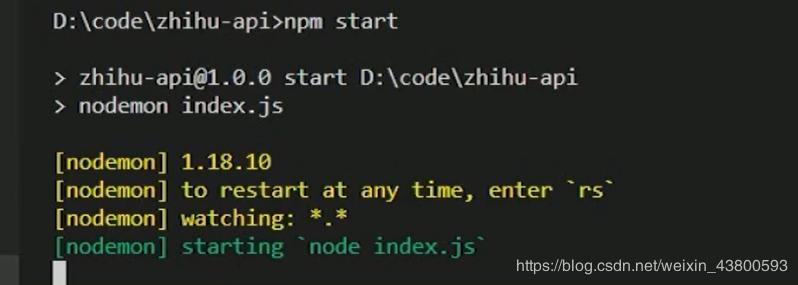 D:\code\zhihu-api>npm start
> zhihu-api@1.0.0 start D:\code\zhihu-api
> nodemon index.js
[nodemon] 1.18.10
[nodemon] to restart at any time, enter `rs`
[nodemon] watching: *.*
[nodemon] starting `node index.js`
https://blog.csdn.net/weixin_43800593